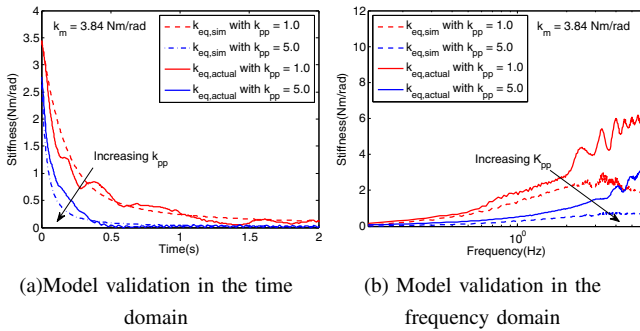 k_m = 3.84 Nm/rad
k_eq,sim with k_pp = 1.0
k_eq,sim with k_pp = 5.0
k_eq,actual with k_pp = 1.0
k_eq,actual with k_pp = 5.0
Increasing k_pp
Stiffness(Nm/rad)
4
3.5
3
2.5
2
1.5
1
0.5
0
0 0.5 1 1.5 2
Time(s)
(a)Model validation in the time
domain
k_eq,sim with k_pp = 1.0
k_eq,sim with k_pp = 5.0
k_eq,actual with k_pp = 1.0
k_eq,actual with k_pp = 5.0
k_m = 3.84 Nm/rad
Increasing K_pp
Stiffness(Nm/rad)
12
10
8
6
4
2
0
10^0
Frequency(Hz)
(b) Model validation in the
frequency domain